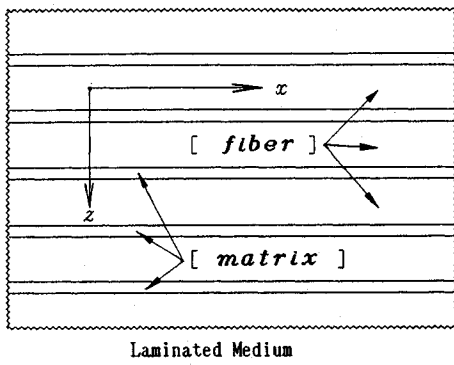 x
[ fiber ]
z
[ matrix ]
Laminated Medium